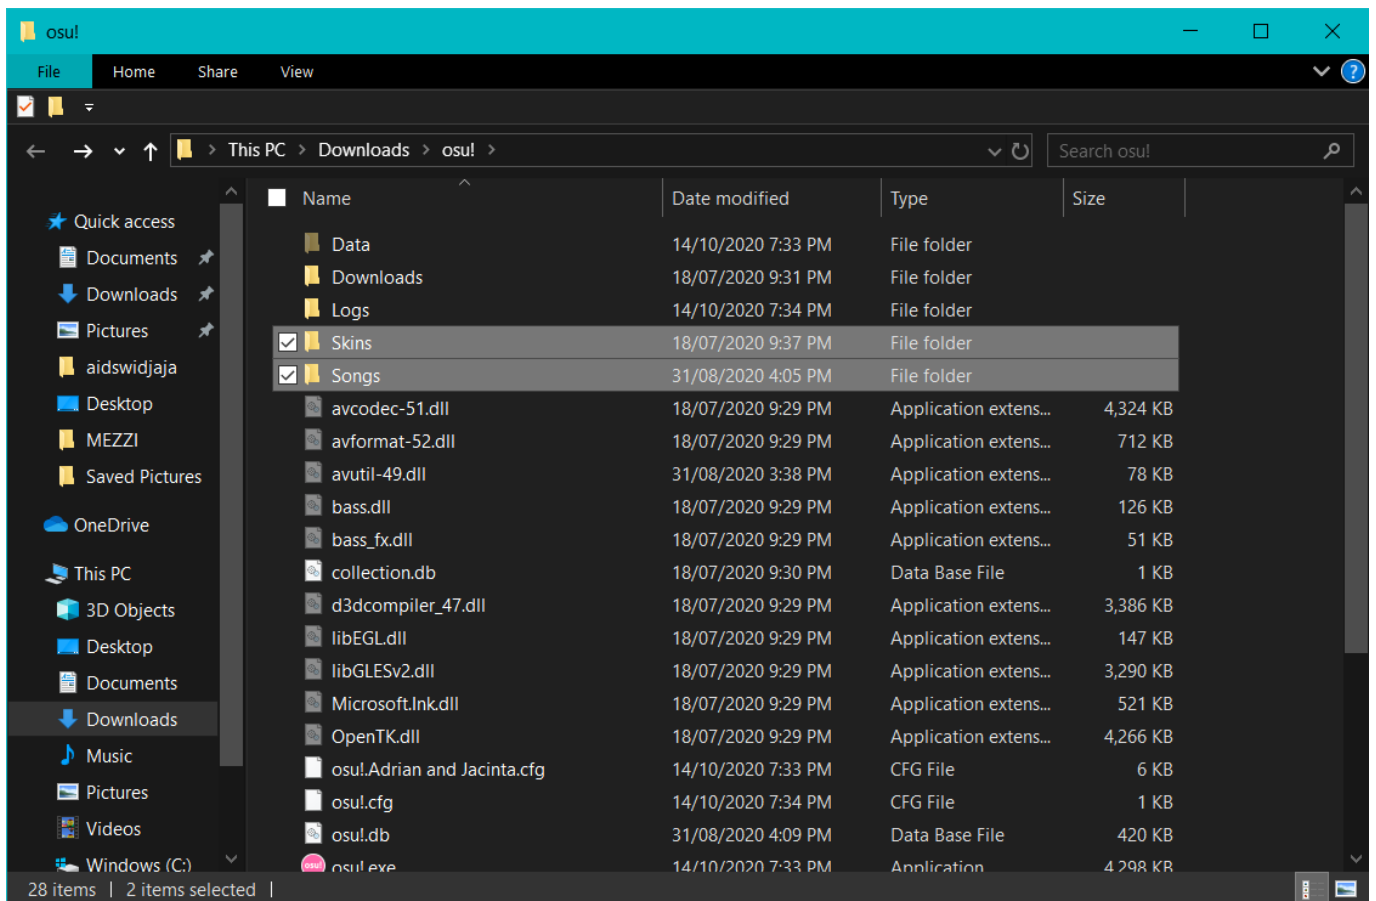 osu!
File Home Share View
This PC > Downloads > osu! >
Search osu!
Name Date modified Type Size
Quick access
Documents
Downloads
Pictures
aidswidjaja
Desktop
MEZZI
Saved Pictures
OneDrive
This PC
3D Objects
Desktop
Documents
Downloads
Music
Pictures
Videos
Windows (C:)
Data 14/10/2020 7:33 PM File folder
Downloads 18/07/2020 9:31 PM File folder
Logs 14/10/2020 7:34 PM File folder
Skins 18/07/2020 9:37 PM File folder
Songs 31/08/2020 4:05 PM File folder
avcodec-51.dll 18/07/2020 9:29 PM Application extens... 4,324 KB
avformat-52.dll 18/07/2020 9:29 PM Application extens... 712 KB
avutil-49.dll 31/08/2020 3:38 PM Application extens... 78 KB
bass.dll 18/07/2020 9:29 PM Application extens... 126 KB
bass_fx.dll 18/07/2020 9:29 PM Application extens... 51 KB
collection.db 18/07/2020 9:30 PM Data Base File 1 KB
d3dcompiler_47.dll 18/07/2020 9:29 PM Application extens... 3,386 KB
libEGL.dll 18/07/2020 9:29 PM Application extens... 147 KB
libGLESv2.dll 18/07/2020 9:29 PM Application extens... 3,290 KB
Microsoft.Ink.dll 18/07/2020 9:29 PM Application extens... 521 KB
OpenTK.dll 18/07/2020 9:29 PM Application extens... 4,266 KB
osu!.Adrian and Jacinta.cfg 14/10/2020 7:33 PM CFG File 6 KB
osu!.cfg 14/10/2020 7:34 PM CFG File 1 KB
osu!.db 31/08/2020 4:09 PM Data Base File 420 KB
osu! osu!.exe 14/10/2020 7:33 PM Application 4,298 KB
28 items | 2 items selected |